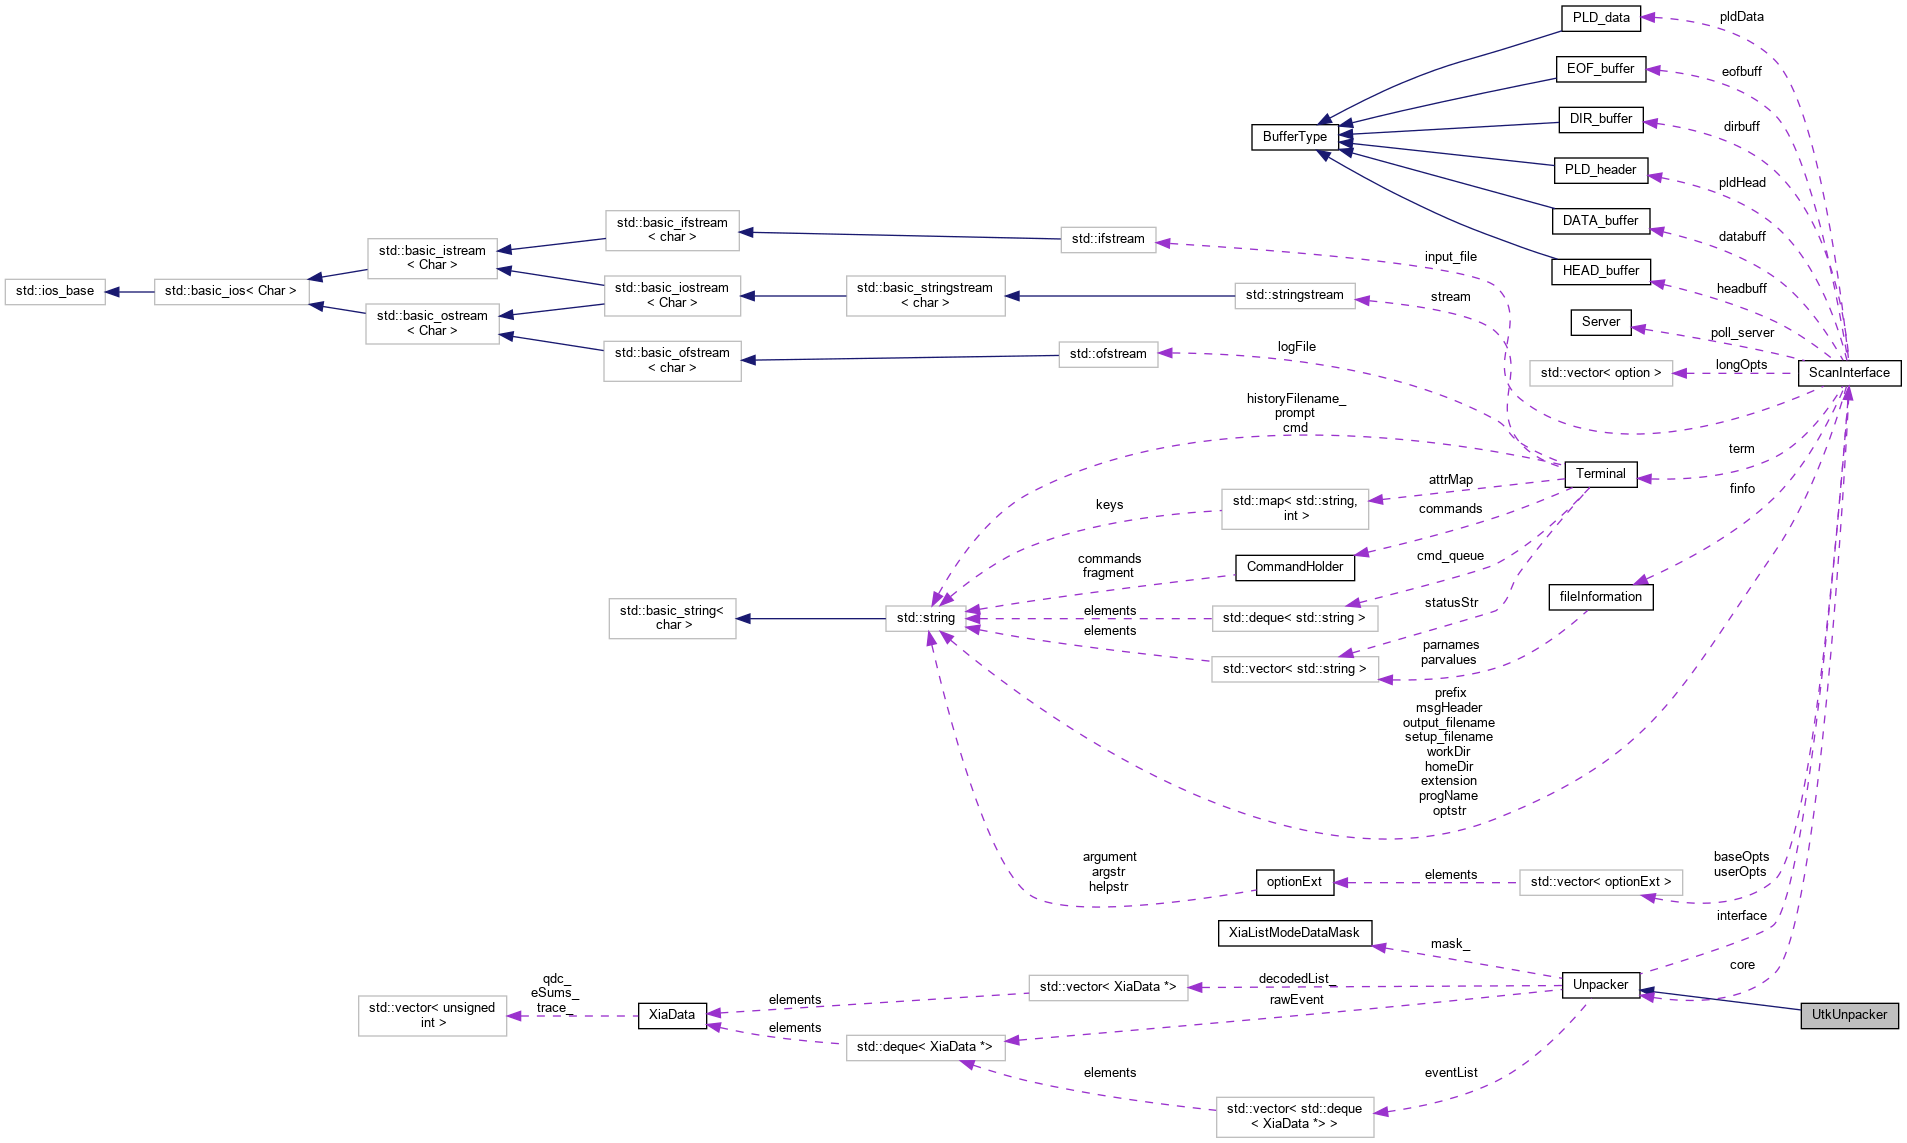 PLD_data
pldData
EOF_buffer
eofbuff
DIR_buffer
dirbuff
BufferType
PLD_header
pldHead
DATA_buffer
databuff
HEAD_buffer
headbuff
std::basic_ifstream
< char >
std::ifstream
input_file
std::basic_istream
< Char >
std::ios_base
std::basic_ios< Char >
std::basic_iostream
< Char >
std::basic_stringstream
< char >
std::stringstream
stream
std::basic_ostream
< Char >
Server
poll_server
std::basic_ofstream
< char >
std::ofstream
logFile
std::vector< option >
longOpts
ScanInterface
historyFilename_
prompt
cmd
term
Terminal
attrMap
finfo
keys
std::map< std::string,
int >
commands
commands
fragment
CommandHolder
cmd_queue
fileInformation
std::basic_string<
char >
std::string
elements
std::deque< std::string >
statusStr
elements
std::vector< std::string >
parnames
parvalues
prefix
msgHeader
output_filename
setup_filename
workDir
homeDir
extension
progName
optstr
argument
argstr
helpstr
optionExt
elements
std::vector< optionExt >
baseOpts
userOpts
interface
XiaListModeDataMask
mask_
core
std::vector< unsigned
int >
qdc_
eSums_
trace_
XiaData
elements
std::vector< XiaData *>
decodedList_
Unpacker
rawEvent
UtkUnpacker
elements
std::deque< XiaData *>
elements
eventList
std::vector< std::deque
< XiaData *> >